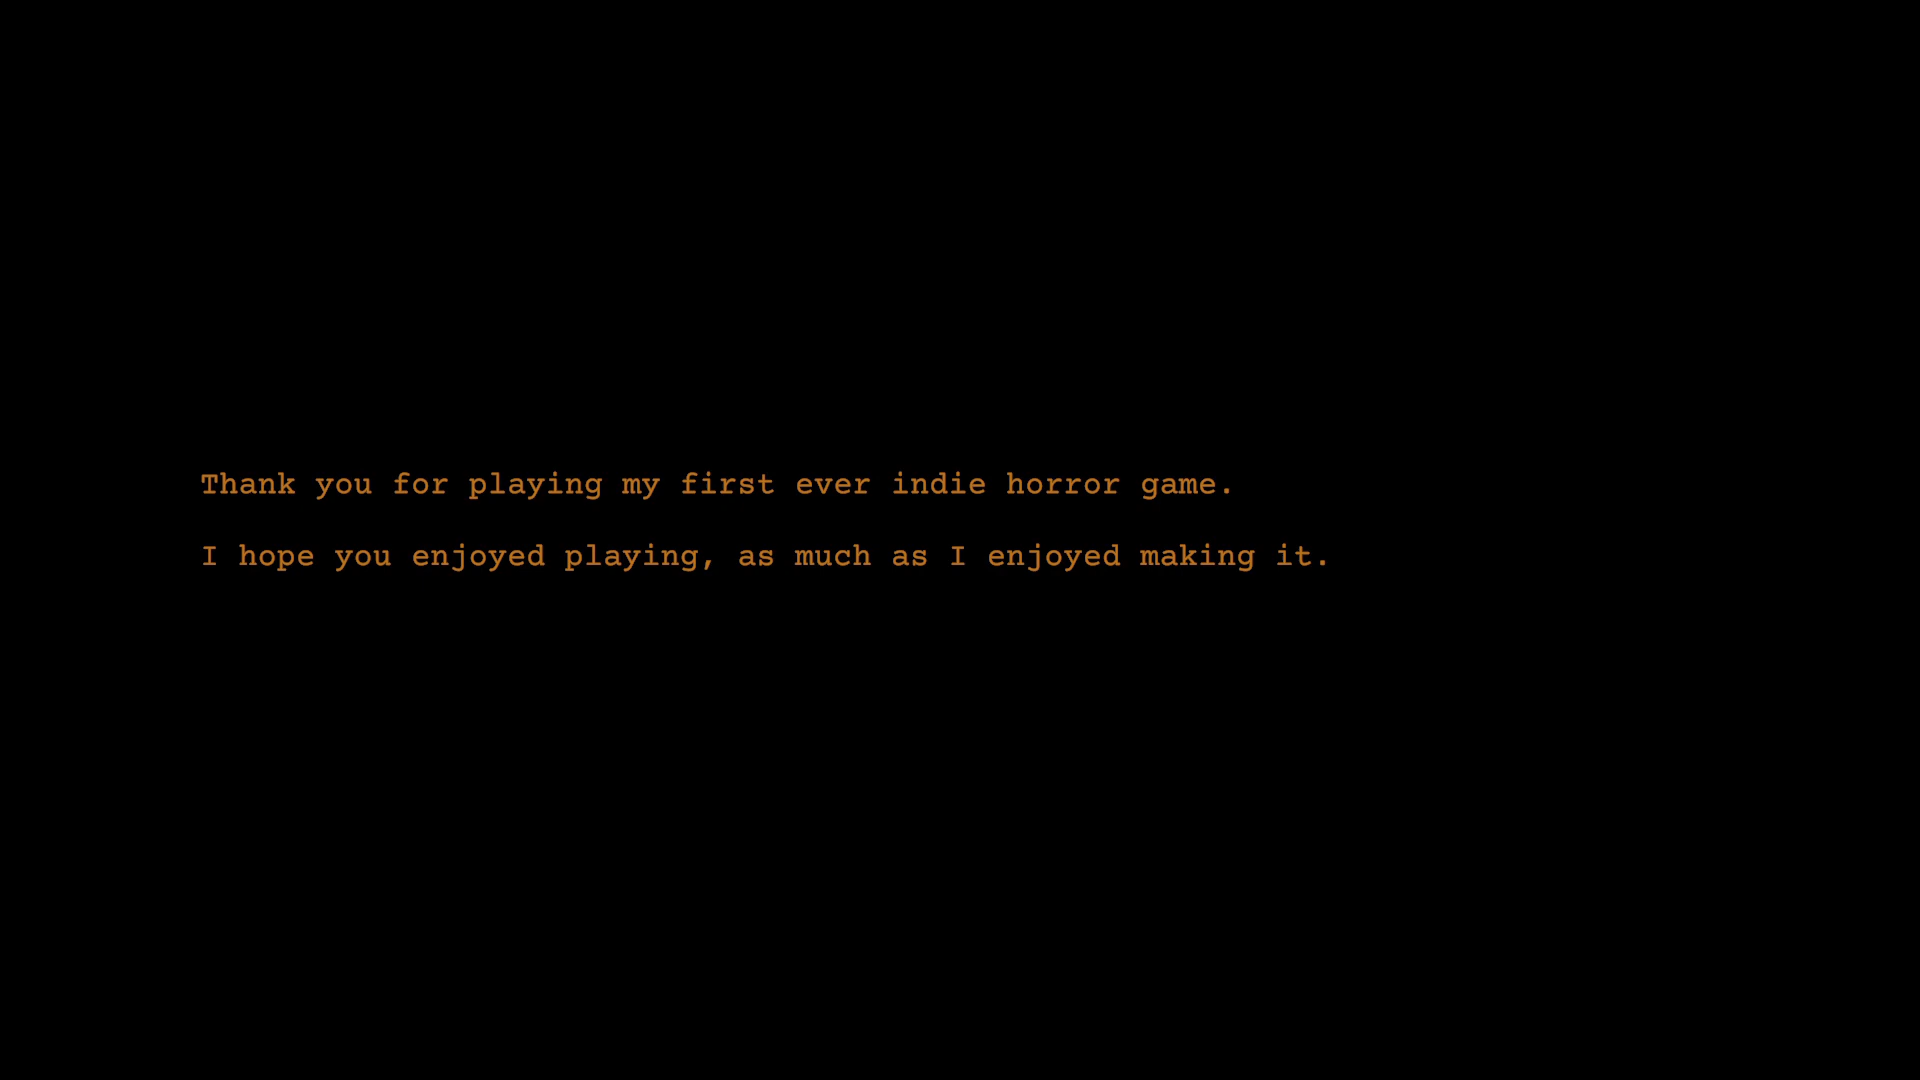 Thank you for playing my first ever indie horror game.
I hope you enjoyed playing, as much as I enjoyed making it.